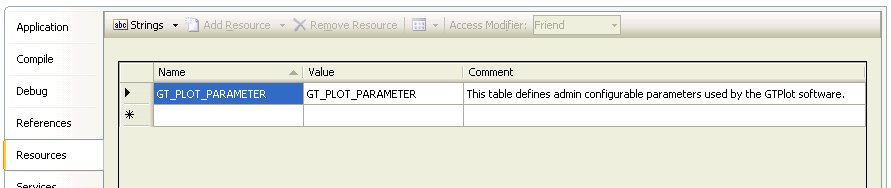 Application
Compile
Debug
References
Resources
Services
abc Strings Add Resource Remove Resource Access Modifier: Friend
Name Value Comment
GT_PLOT_PARAMETER GT_PLOT_PARAMETER This table defines admin configurable parameters used by the GTPlot software.